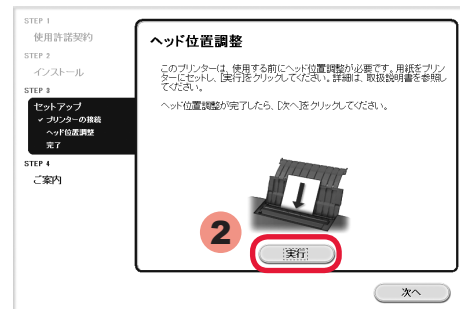 STEP 1
使用許諾契約
STEP 2
インストール
STEP 3
セットアップ
✓ プリンターの接続
ヘッド位置調整
完了
STEP 4
ご案内
ヘッド位置調整
このプリンターは、使用する前にヘッド位置調整が必要です。用紙をプリン
ターにセットし、[実行]をクリックしてください。詳細は、取扱説明書を参照し
てください。
ヘッド位置調整が完了したら、[次へ]をクリックしてください。
2
実行
次へ